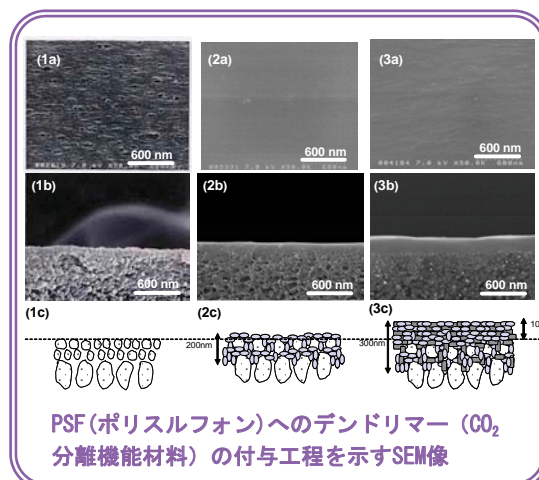 (1a)
(2a)
(3a)
600 nm
600 nm
600 nm
(1b)
(2b)
(3b)
600 nm
600 nm
600 nm
(1c)
(2c)
(3c)
200nm
300nm
10
PSF(ポリスルフォン)へのデンドリマー(CO₂
分離機能材料)の付与工程を示すSEM像